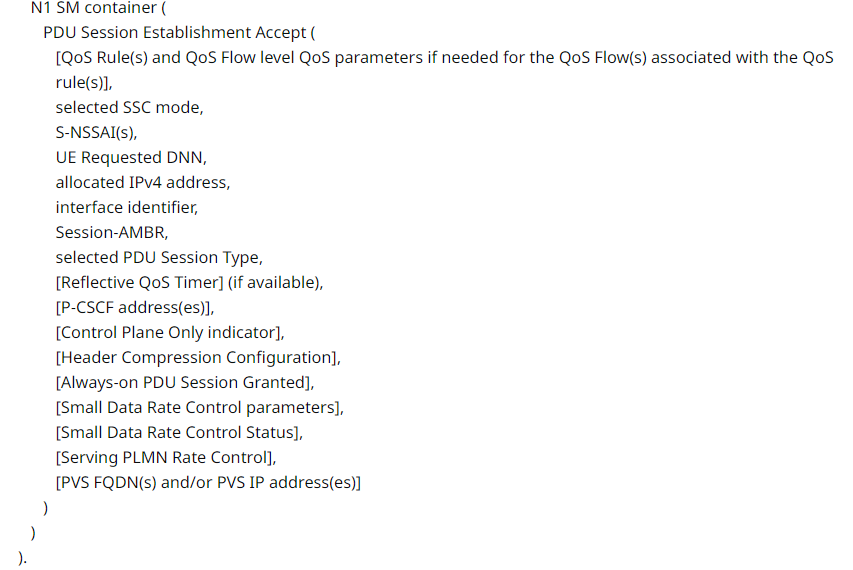 N1 SM container (
PDU Session Establishment Accept (
[QoS Rule(s) and QoS Flow level QoS parameters if needed for the QoS Flow(s) associated with the QoS
rule(s)],
selected SSC mode,
S-NSSAI(s),
UE Requested DNN,
allocated IPv4 address,
interface identifier,
Session-AMBR,
selected PDU Session Type,
[Reflective QoS Timer] (if available),
[P-CSCF address(es)],
[Control Plane Only indicator],
[Header Compression Configuration],
[Always-on PDU Session Granted],
[Small Data Rate Control parameters],
[Small Data Rate Control Status],
[Serving PLMN Rate Control],
[PVS FQDN(s) and/or PVS IP address(es)]
)
)
).